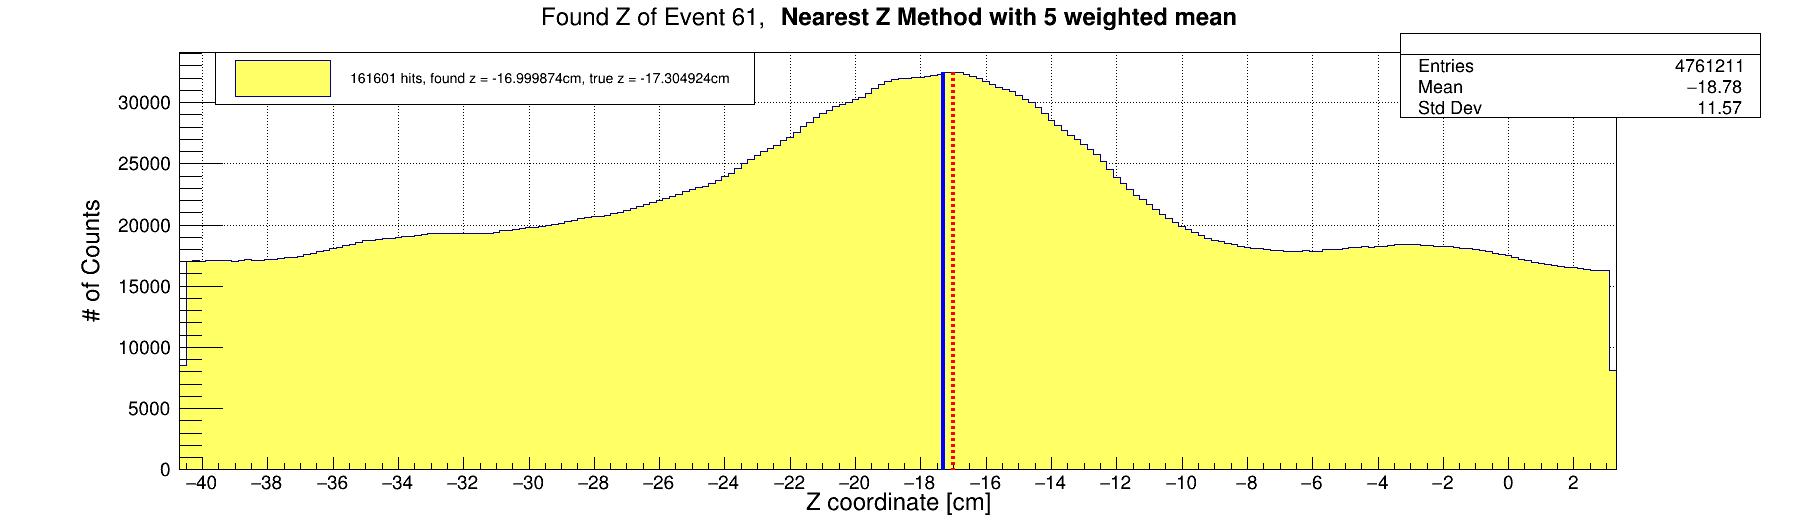 Found Z of Event 61, Nearest Z Method with 5 weighted mean
161601 hits, found z = -16.999874cm, true z = -17.304924cm
Entries 4761211
Mean −18.78
Std Dev 11.57
# of Counts
30000
25000
20000
15000
10000
5000
0
−40 −38 −36 −34 −32 −30 −28 −26 −24 −22 −20 −18 −16 −14 −12 −10 −8 −6 −4 −2 0 2
Z coordinate [cm]